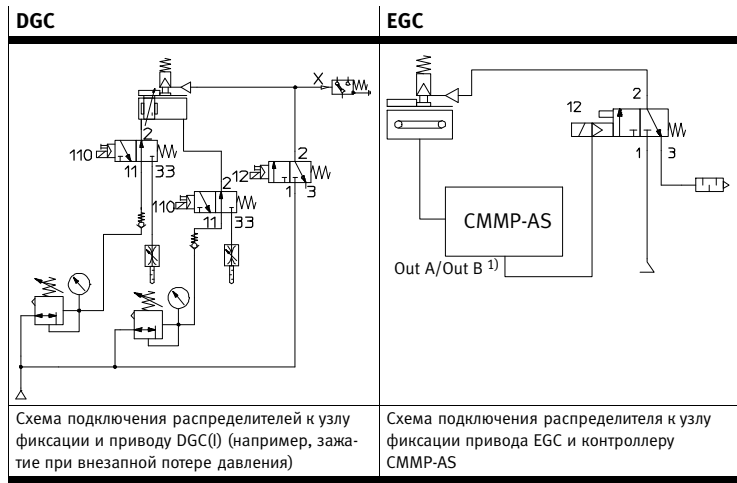 DGC
EGC
X
2
110
11
33
2
12
1
3
2
110
11
33
2
12
1
3
CMMP-AS
Out A/Out B 1)
Схема подключения распределителей к узлу
фиксации и приводу DGC(I) (например, зажа-
тие при внезапной потере давления)
Схема подключения распределителя к узлу
фиксации привода EGC и контроллеру
CMMP-AS